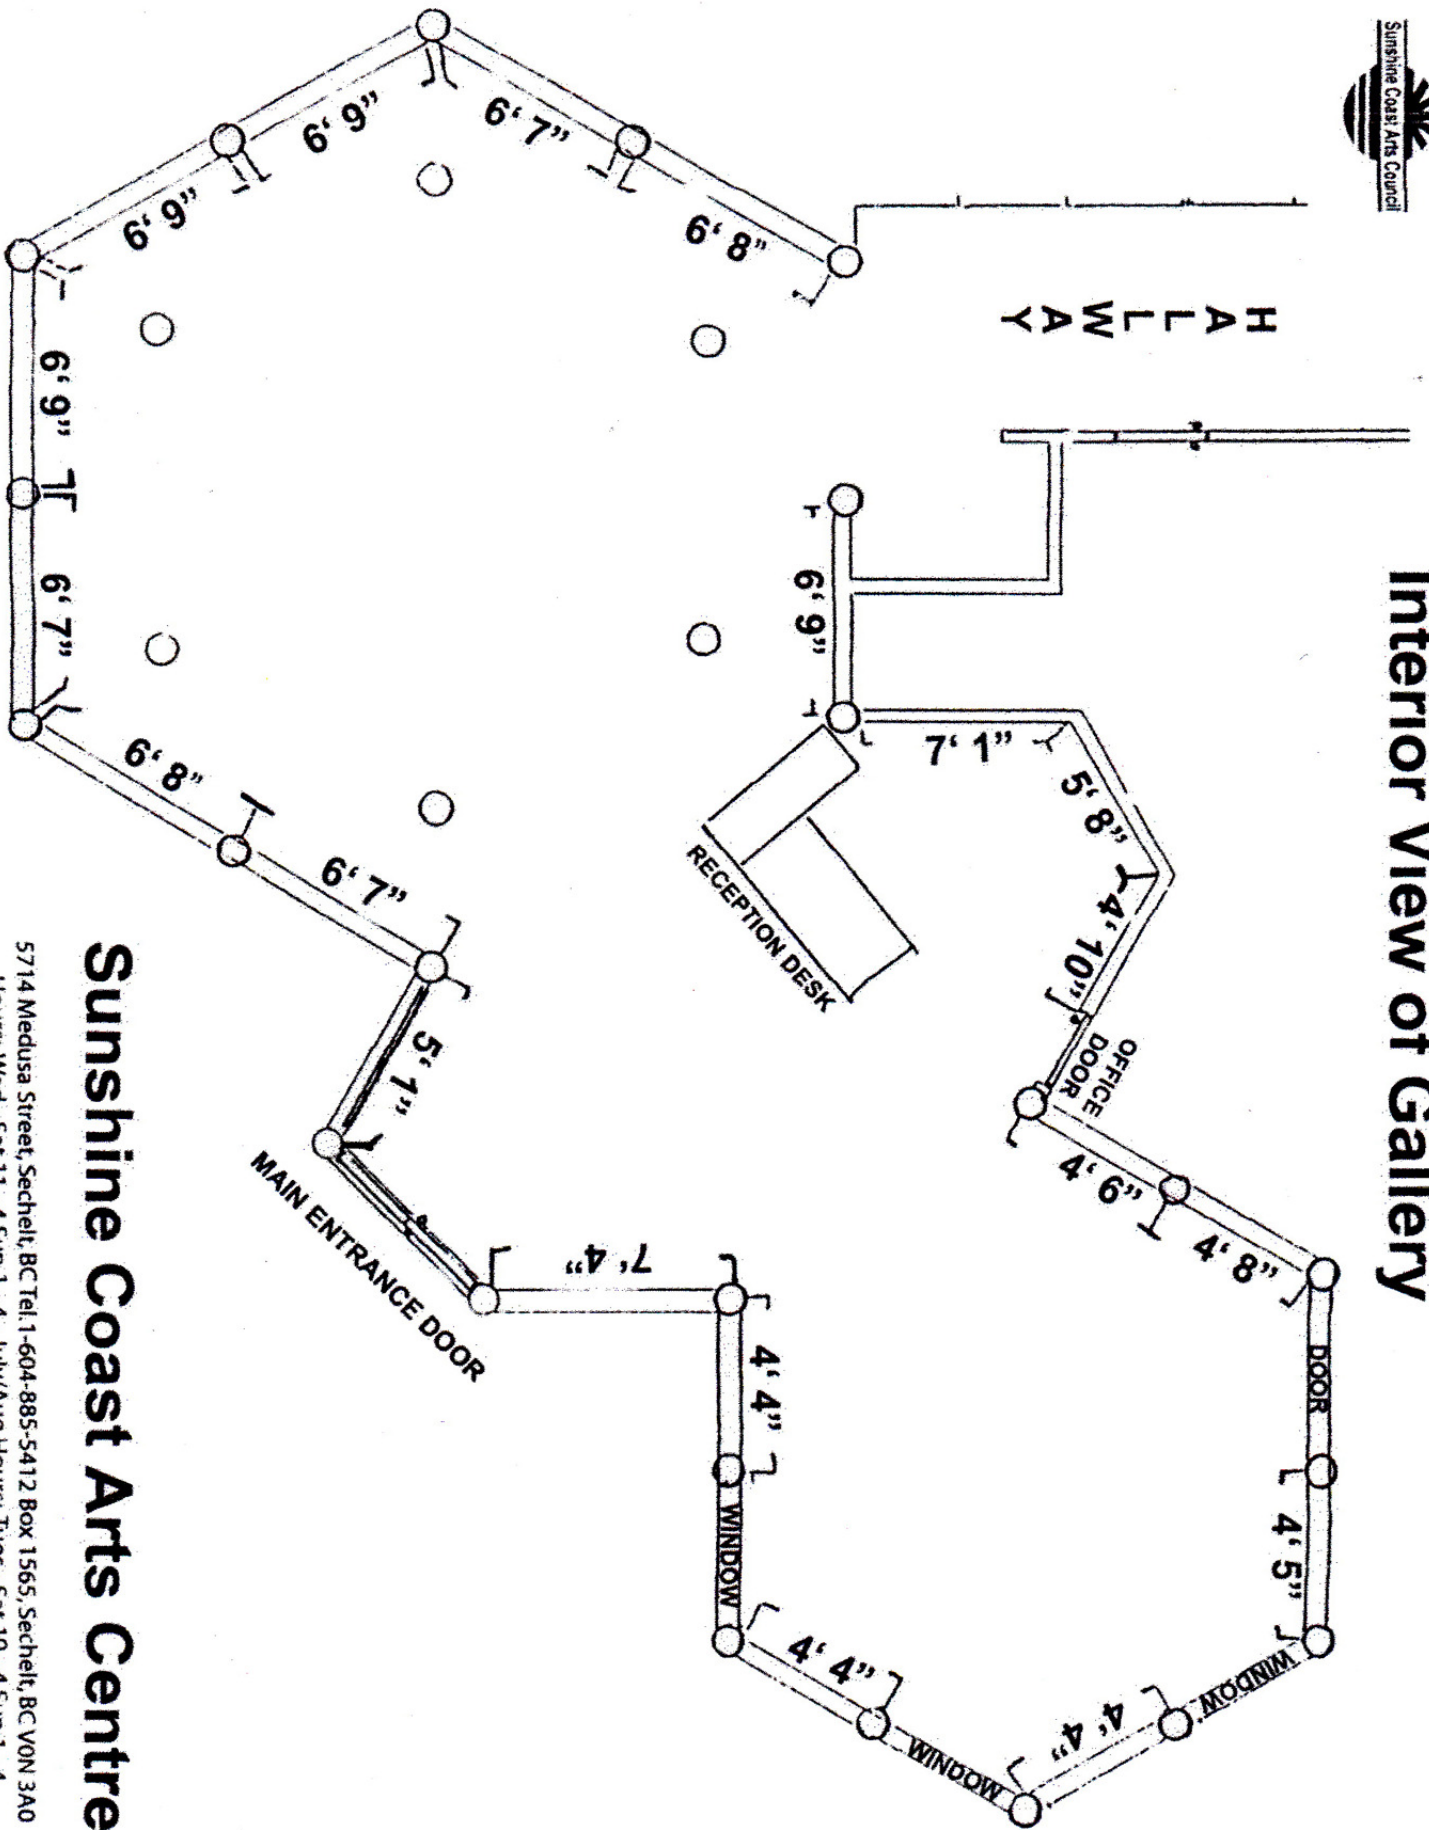 Sunshine Coast Arts Council
Interior View of Gallery
HALLWAY
6' 9"
6' 7"
6' 8"
6' 9"
6' 9"
6' 7"
6' 8"
6' 7"
5' 1"
MAIN ENTRANCE DOOR
7' 4"
4' 4"
WINDOW
4' 4"
WINDOW
4' 4"
WINDOW
4' 5"
DOOR
4' 8"
4' 6"
OFFICE
DOOR
4' 10"
5' 8"
7' 1"
6' 9"
RECEPTION DESK
Sunshine Coast Arts Centre
5714 Medusa Street, Sechelt, BC Tel.1-604-885-5412 Box 1565, Sechelt, BC V0N 3A0